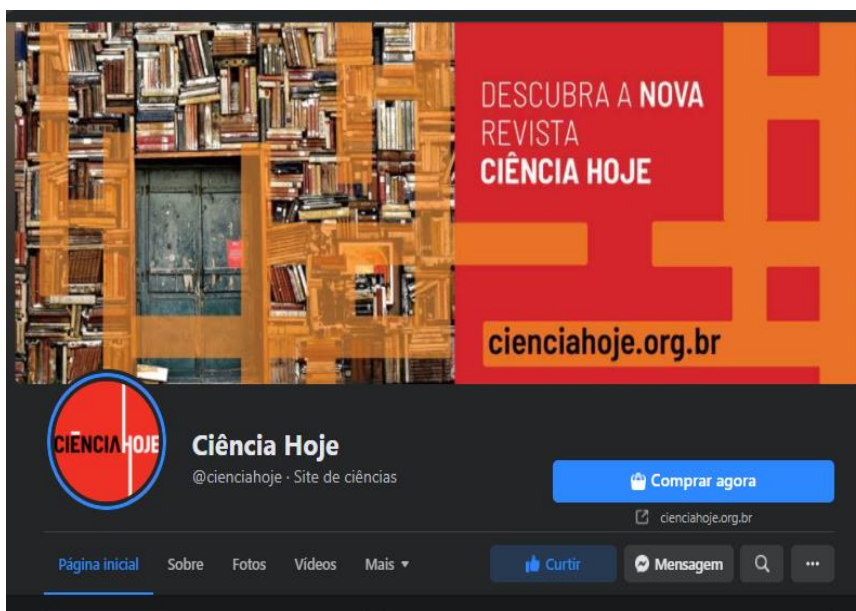 DESCUBRA A NOVA
REVISTA
CIÊNCIA HOJE
cienciahoje.org.br
CIÊNCIA HOJE
Ciência Hoje
@cienciahoje · Site de ciências
Comprar agora
cienciahoje.org.br
Página inicial Sobre Fotos Vídeos Mais
Curtir Mensagem